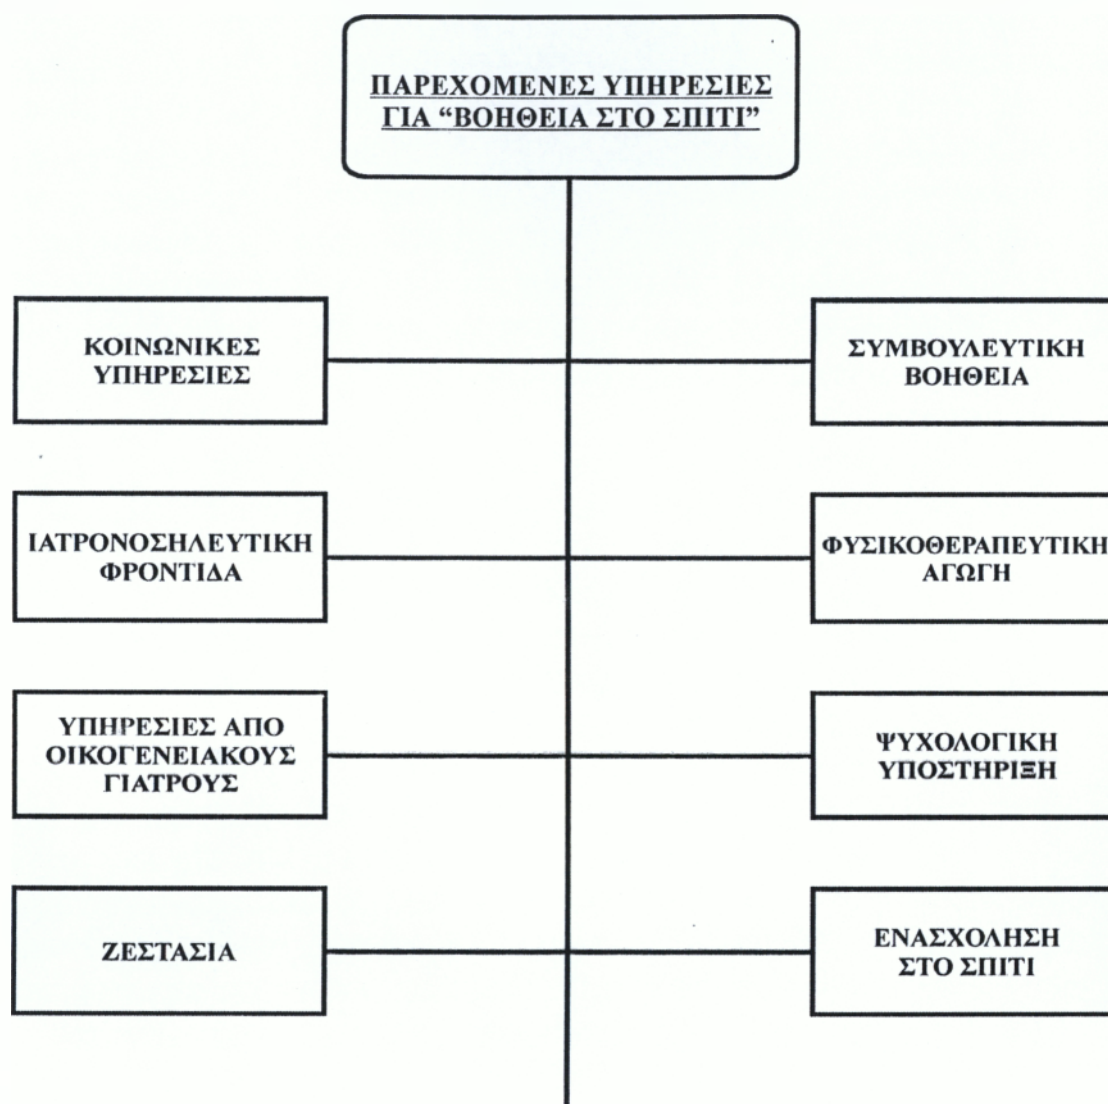 ΠΑΡΕΧΟΜΕΝΕΣ ΥΠΗΡΕΣΙΕΣ
ΓΙΑ “ΒΟΗΘΕΙΑ ΣΤΟ ΣΠΙΤΙ”
ΚΟΙΝΩΝΙΚΕΣ
ΥΠΗΡΕΣΙΕΣ
ΣΥΜΒΟΥΛΕΥΤΙΚΗ
ΒΟΗΘΕΙΑ
ΙΑΤΡΟΝΟΣΗΛΕΥΤΙΚΗ
ΦΡΟΝΤΙΔΑ
ΦΥΣΙΚΟΘΕΡΑΠΕΥΤΙΚΗ
ΑΓΩΓΗ
ΥΠΗΡΕΣΙΕΣ ΑΠΟ
ΟΙΚΟΓΕΝΕΙΑΚΟΥΣ
ΓΙΑΤΡΟΥΣ
ΨΥΧΟΛΟΓΙΚΗ
ΥΠΟΣΤΗΡΙΞΗ
ΖΕΣΤΑΣΙΑ
ΕΝΑΣΧΟΛΗΣΗ
ΣΤΟ ΣΠΙΤΙ